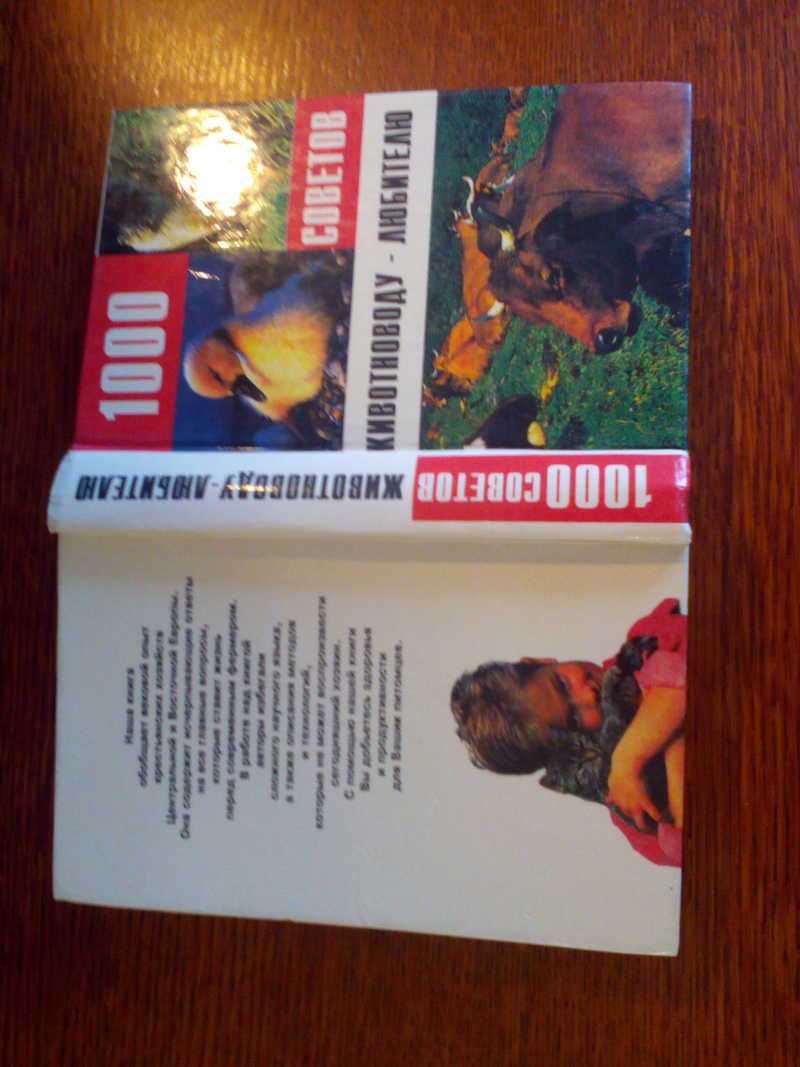 1000
СОВЕТОВ
ЖИВОТНОВОДУ - ЛЮБИТЕЛЮ
1000 СОВЕТОВ
ЖИВОТНОВОДУ-ЛЮБИТЕЛЮ
Наша книга
обобщает вековой опыт
крестьянских хозяйств
Центральной и Восточной Европы.
Она содержит исчерпывающие ответы
на все главные вопросы,
которые ставит жизнь
перед современным фермером.
В работе над книгой
авторы избегали
сложного научного языка,
а также описания методов
и технологий,
которые не может воспроизвести
сегодняшний хозяин.
С помощью нашей книги
Вы добьетесь здоровья
и продуктивности
для Ваших питомцев.